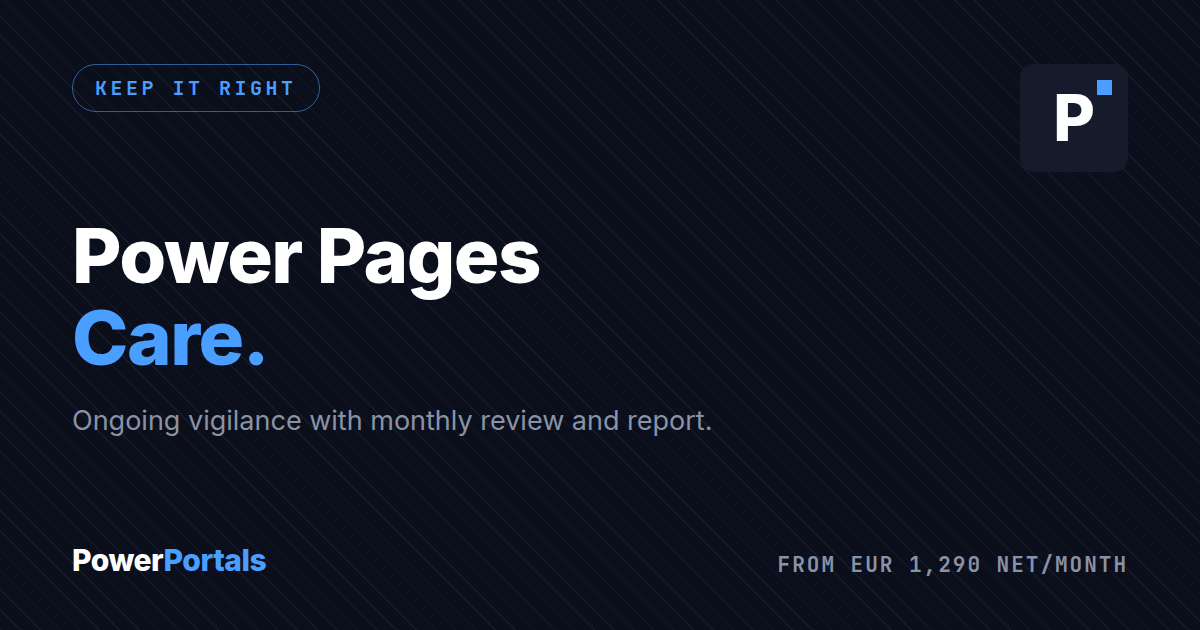 KEEP IT RIGHT
P
Power Pages
Care.
Ongoing vigilance with monthly review and report.
PowerPortals
FROM EUR 1,290 NET/MONTH